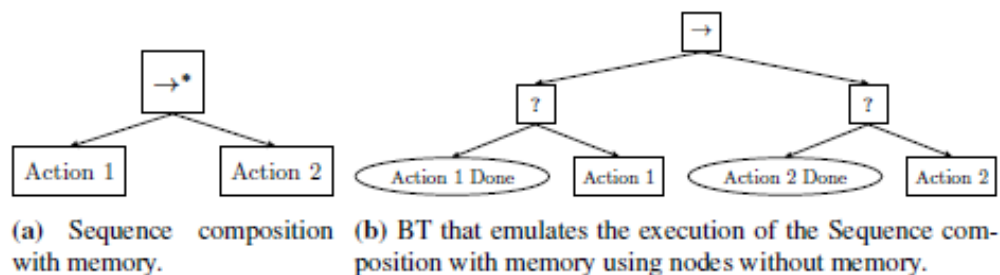 →
→*
?
?
Action 1
Action 2
Action 1 Done
Action 1
Action 2 Done
Action 2
(a) Sequence composition
with memory.
(b) BT that emulates the execution of the Sequence com-
position with memory using nodes without memory.